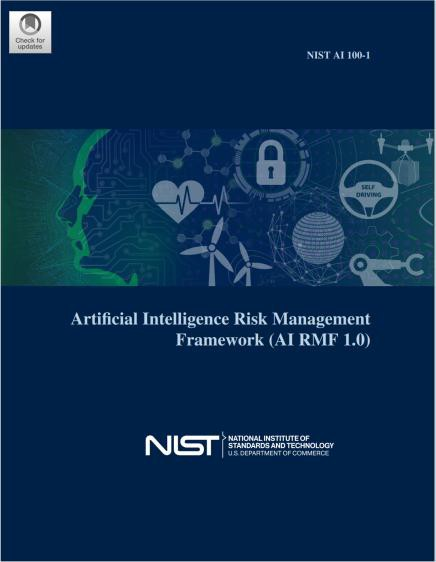 Check for
updates
NIST AI 100-1
SELF
DRIVING
Artificial Intelligence Risk Management
Framework (AI RMF 1.0)
NIST
NATIONAL INSTITUTE OF
STANDARDS AND TECHNOLOGY
U.S. DEPARTMENT OF COMMERCE